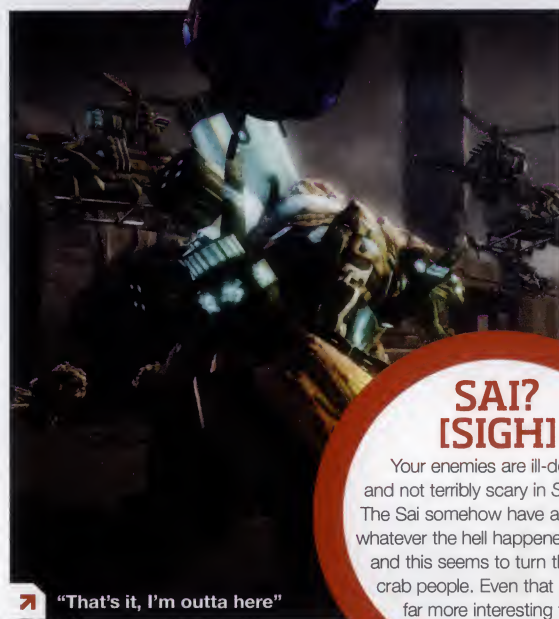 SAI?
[SIGH]
Your enemies are ill-de
and not terribly scary in S
The Sai somehow have a
whatever the hell happene
and this seems to turn th
crab people. Even that
far more interesting
"That's it, I'm outta here"